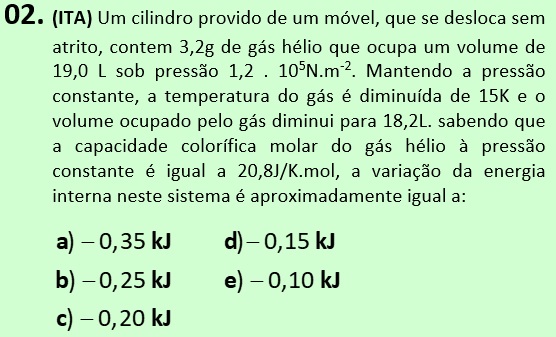 02. (ITA) Um cilindro provido de um móvel, que se desloca sem
atrito, contem 3,2g de gás hélio que ocupa um volume de
19,0 L sob pressão 1,2 . 10⁵N.m⁻². Mantendo a pressão
constante, a temperatura do gás é diminuída de 15K e o
volume ocupado pelo gás diminui para 18,2L. sabendo que
a capacidade colorífica molar do gás hélio à pressão
constante é igual a 20,8J/K.mol, a variação da energia
interna neste sistema é aproximadamente igual a:
a) – 0,35 kJ d) – 0,15 kJ
b) – 0,25 kJ e) – 0,10 kJ
c) – 0,20 kJ